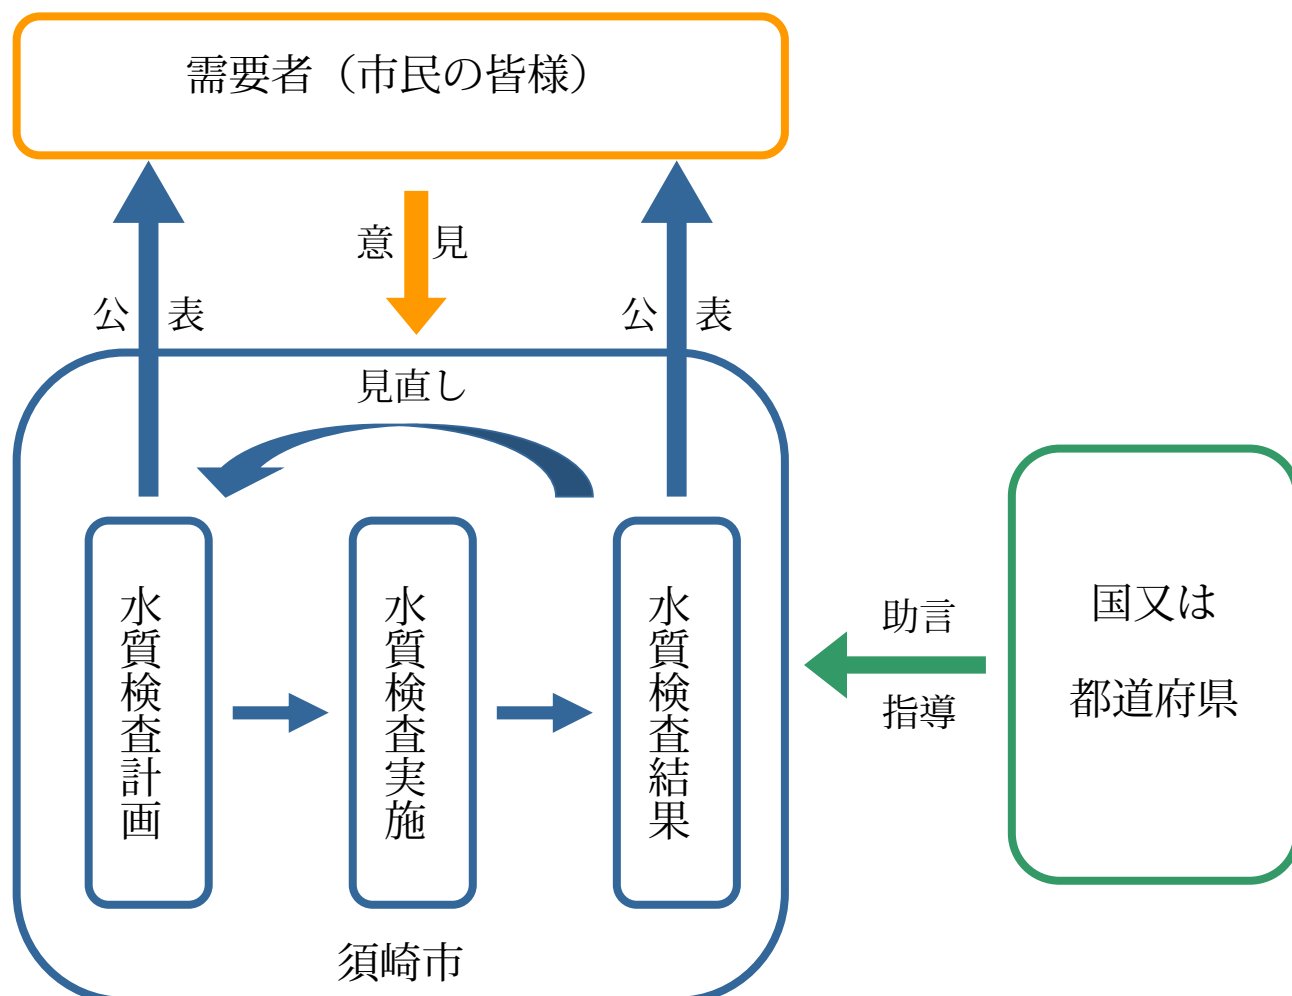 需要者（市民の皆様）
意見
公表
公表
見直し
水質検査計画
水質検査実施
水質検査結果
助言
指導
国又は
都道府県
須崎市